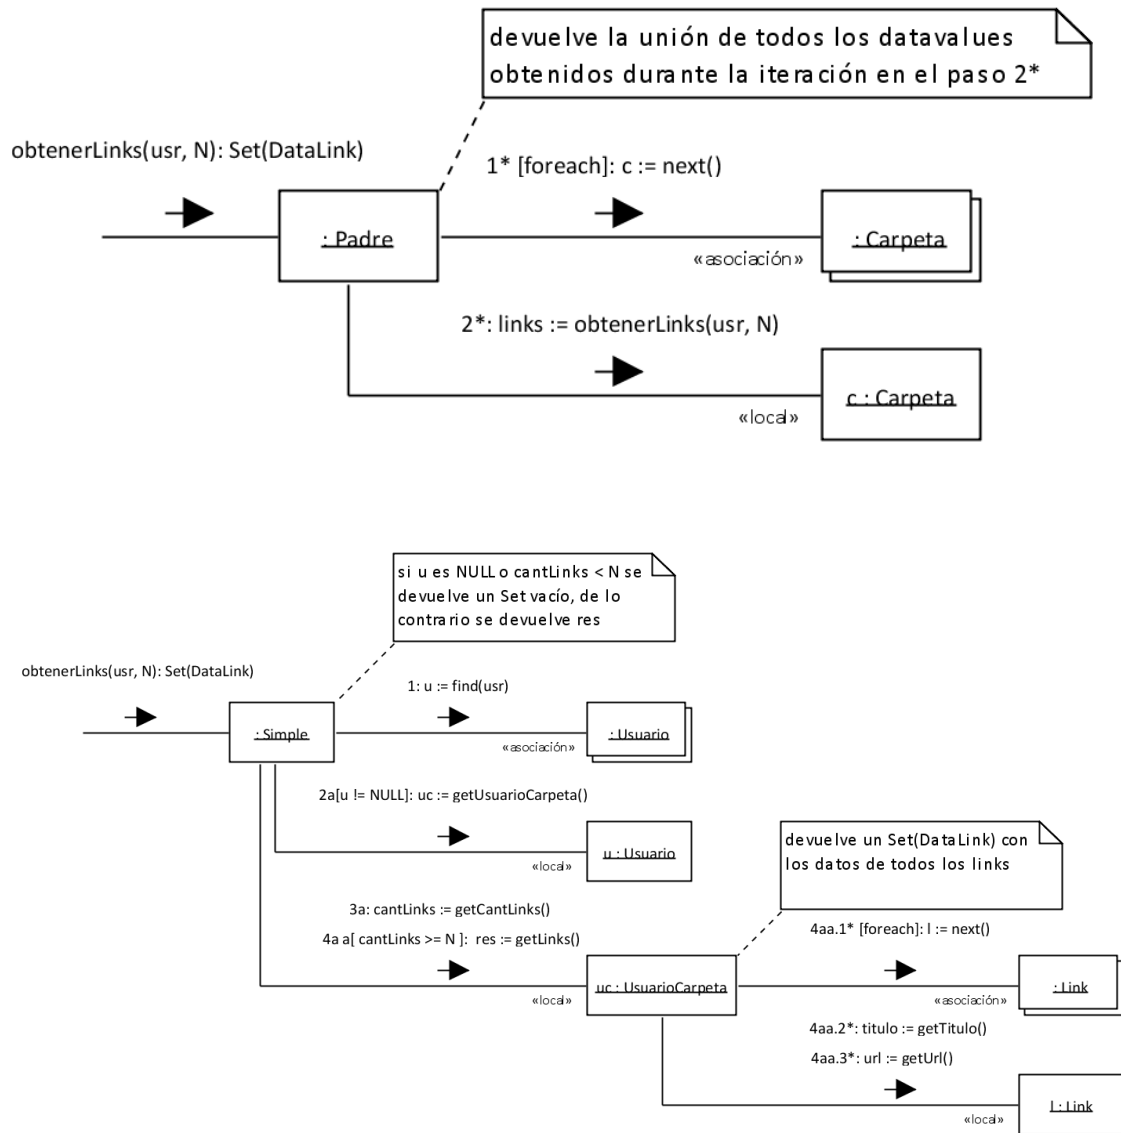 devuelve la unión de todos los datavalues
obtenidos durante la iteración en el paso 2*
obtenerLinks(usr, N): Set(DataLink)
1* [foreach]: c := next()
: Padre
: Carpeta
«asociación»
2*: links := obtenerLinks(usr, N)
c : Carpeta
«local»
si u es NULL o cantLinks < N se
devuelve un Set vacío, de lo
contrario se devuelve res
obtenerLinks(usr, N): Set(DataLink)
1: u := find(usr)
: Simple
: Usuario
«asociación»
2a[u != NULL]: uc := getUsuarioCarpeta()
u : Usuario
«local»
devuelve un Set(DataLink) con
los datos de todos los links
3a: cantLinks := getCantLinks()
4a a[ cantLinks >= N ]: res := getLinks()
4aa.1* [foreach]: l := next()
uc : UsuarioCarpeta
: Link
«local»
«asociación»
4aa.2*: titulo := getTitulo()
4aa.3*: url := getUrl()
l : Link
«local»